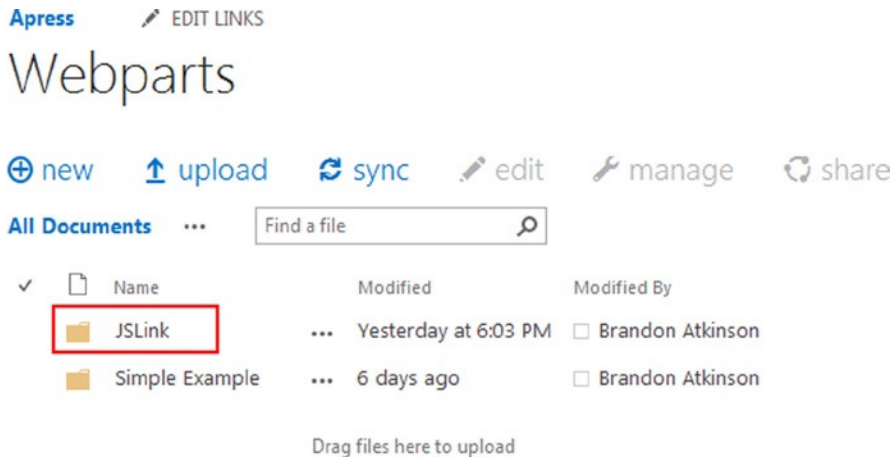 Apress EDIT LINKS
Webparts
new upload sync edit manage share
All Documents ... Find a file
Name Modified Modified By
JSLink ... Yesterday at 6:03 PM Brandon Atkinson
Simple Example ... 6 days ago Brandon Atkinson
Drag files here to upload